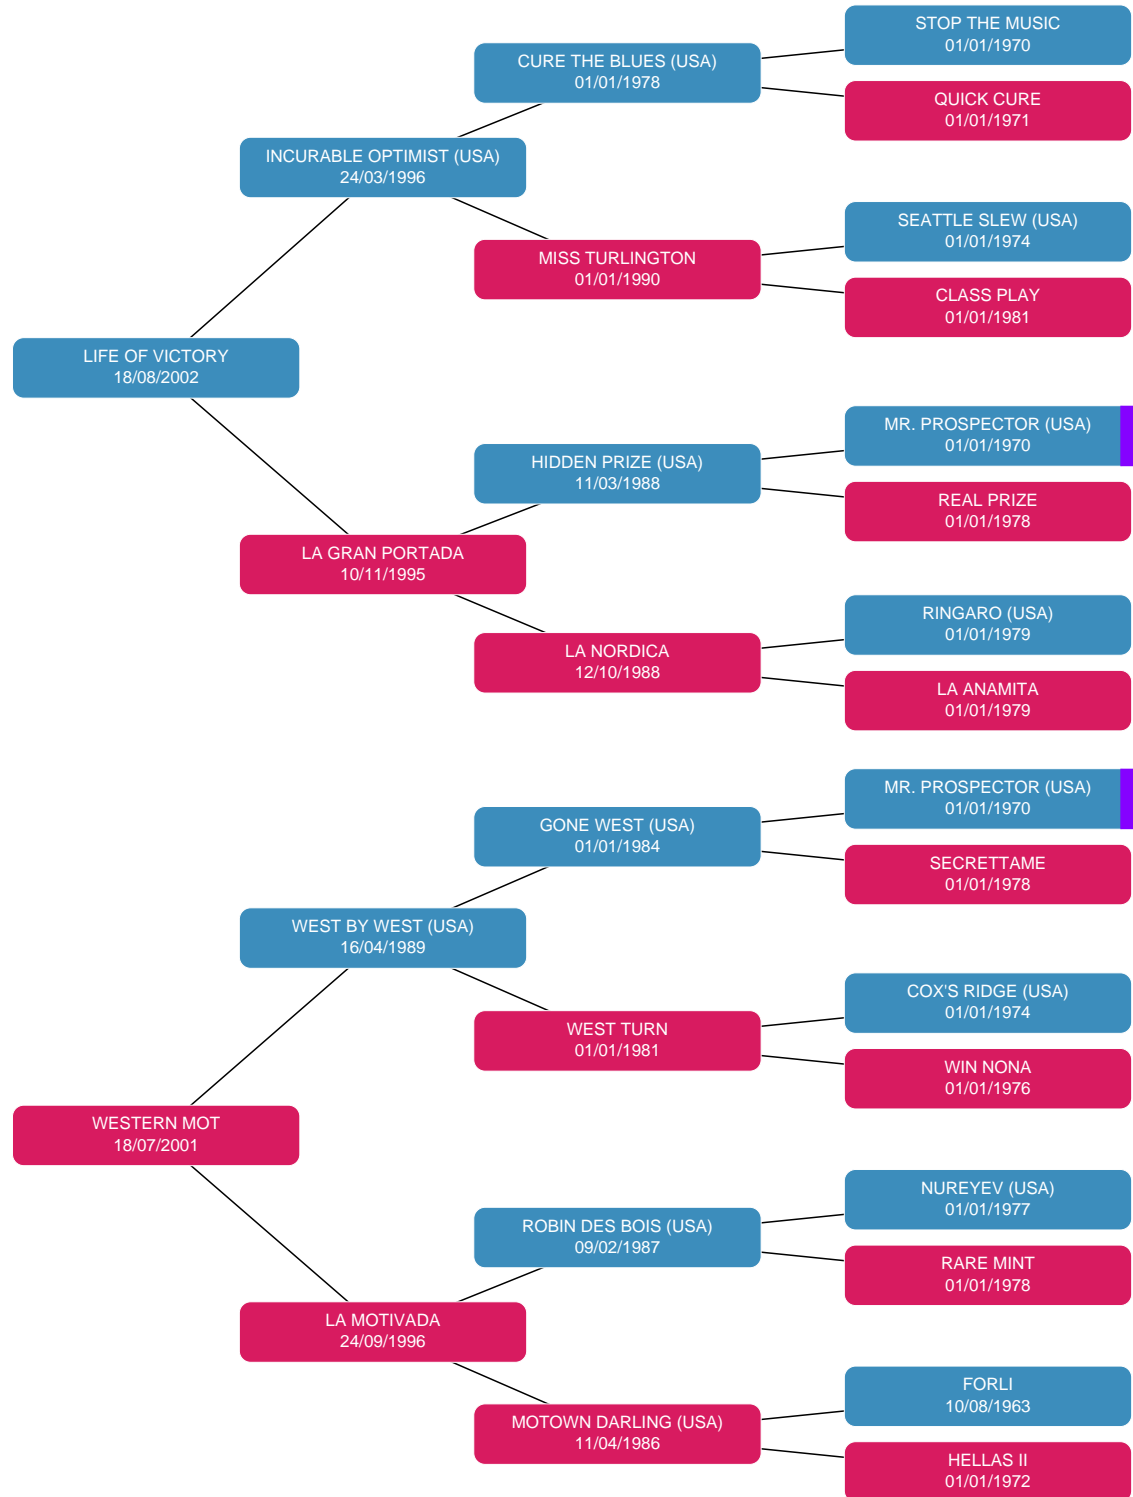 STOP THE MUSIC
01/01/1970
CURE THE BLUES (USA)
01/01/1978
QUICK CURE
01/01/1971
INCURABLE OPTIMIST (USA)
24/03/1996
SEATTLE SLEW (USA)
01/01/1974
MISS TURLINGTON
01/01/1990
CLASS PLAY
01/01/1981
LIFE OF VICTORY
18/08/2002
MR. PROSPECTOR (USA)
01/01/1970
HIDDEN PRIZE (USA)
11/03/1988
REAL PRIZE
01/01/1978
LA GRAN PORTADA
10/11/1995
RINGARO (USA)
01/01/1979
LA NORDICA
12/10/1988
LA ANAMITA
01/01/1979
MR. PROSPECTOR (USA)
01/01/1970
GONE WEST (USA)
01/01/1984
SECRETTAME
01/01/1978
WEST BY WEST (USA)
16/04/1989
COX'S RIDGE (USA)
01/01/1974
WEST TURN
01/01/1981
WIN NONA
01/01/1976
WESTERN MOT
18/07/2001
NUREYEV (USA)
01/01/1977
ROBIN DES BOIS (USA)
09/02/1987
RARE MINT
01/01/1978
LA MOTIVADA
24/09/1996
FORLI
10/08/1963
MOTOWN DARLING (USA)
11/04/1986
HELLAS II
01/01/1972